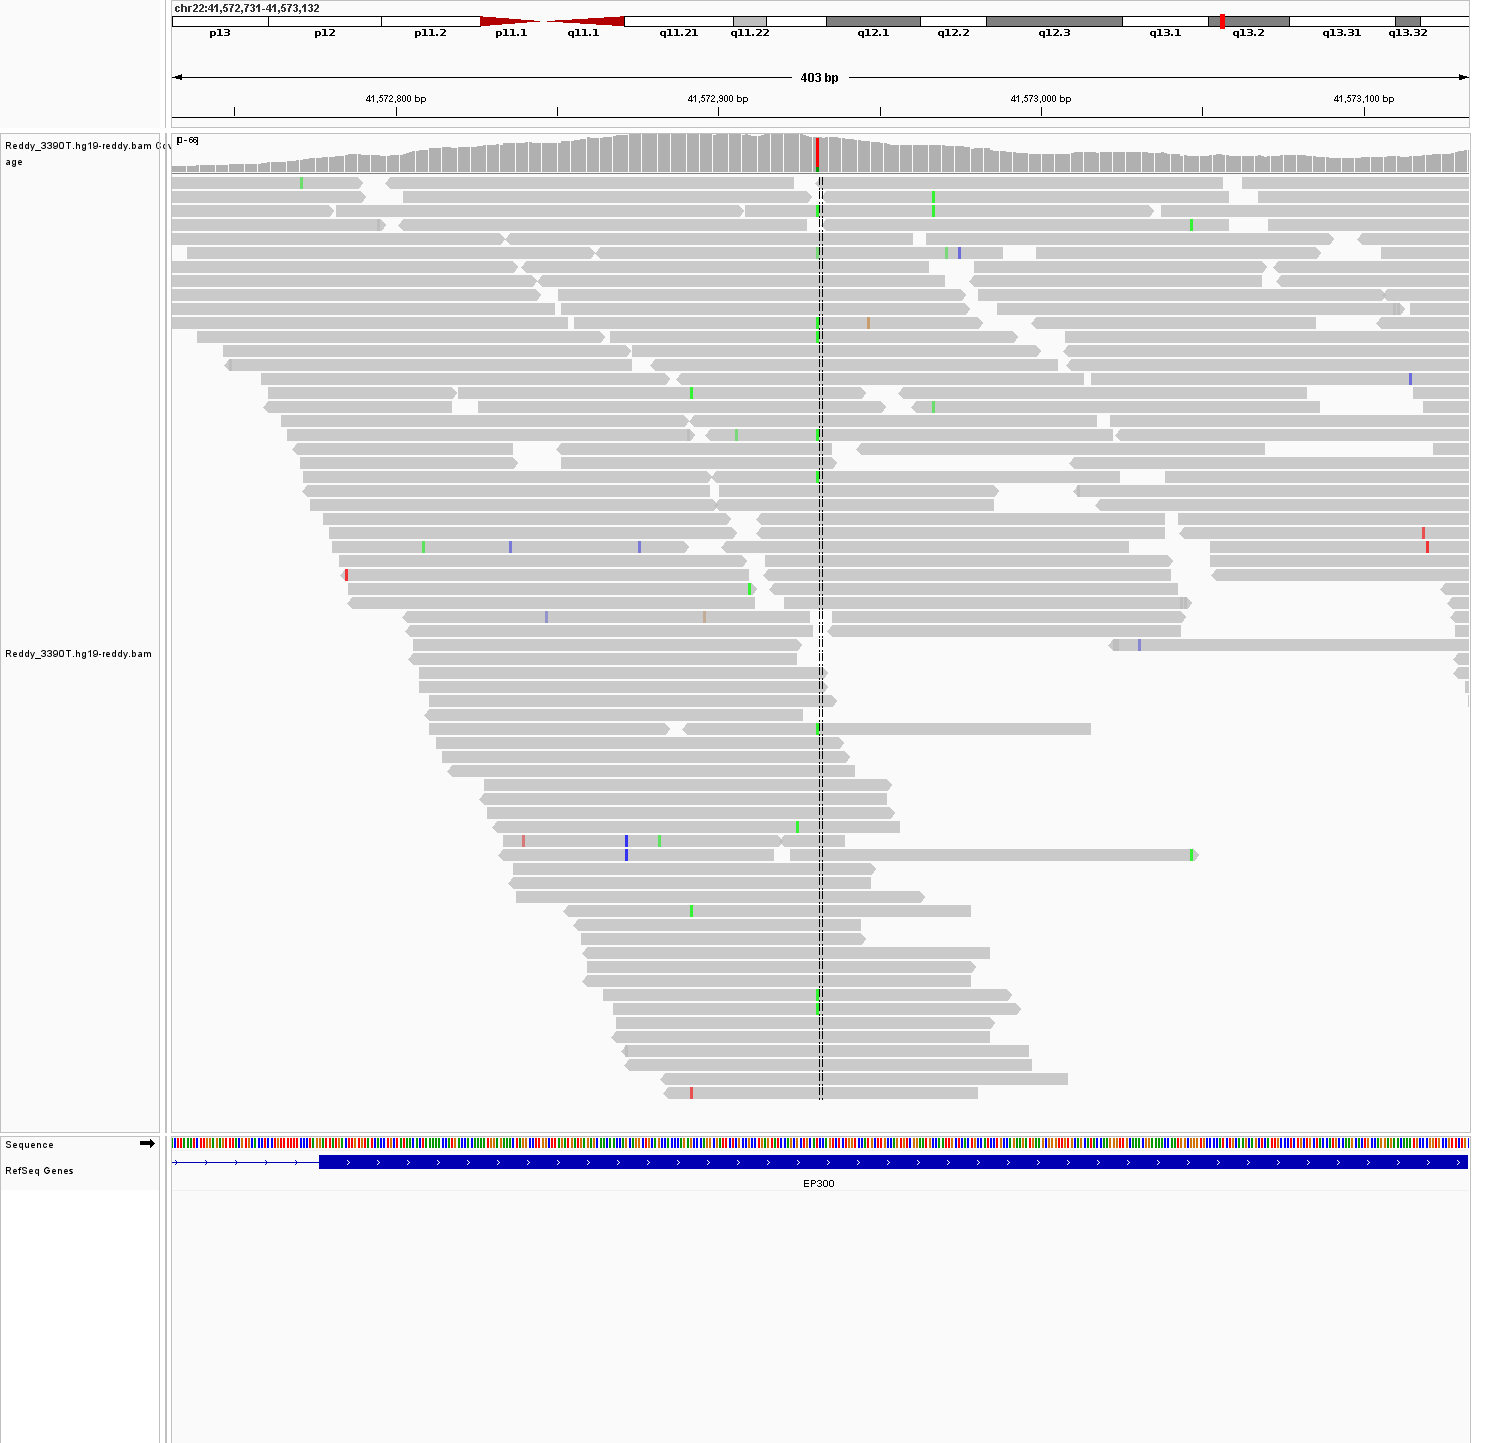 chr22:41,572,731-41,573,132
p13 p12 p11.2 p11.1 q11.1 q11.21 q11.22 q12.1 q12.2 q12.3 q13.1 q13.2 q13.31 q13.32
403 bp
41,572,800 bp 41,572,900 bp 41,573,000 bp 41,573,100 bp
Reddy_3390T.hg19-reddy.bam Cov
age
[0-66]
Reddy_3390T.hg19-reddy.bam
Sequence
RefSeq Genes
EP300